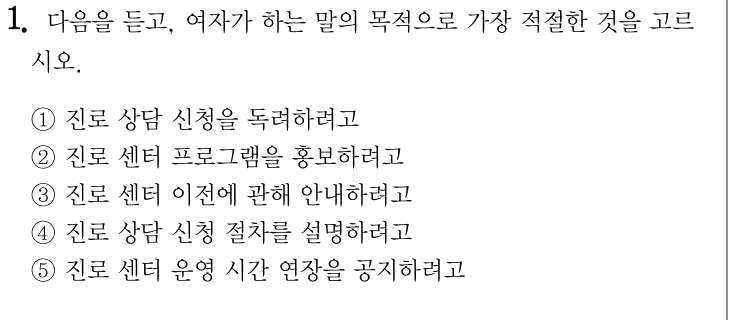 1. 다음을 듣고, 여자가 하는 말의 목적으로 가장 적절한 것을 고르
시오.
① 진로 상담 신청을 독려하려고
② 진로 센터 프로그램을 홍보하려고
③ 진로 센터 이전에 관해 안내하려고
④ 진로 상담 신청 절차를 설명하려고
⑤ 진로 센터 운영 시간 연장을 공지하려고